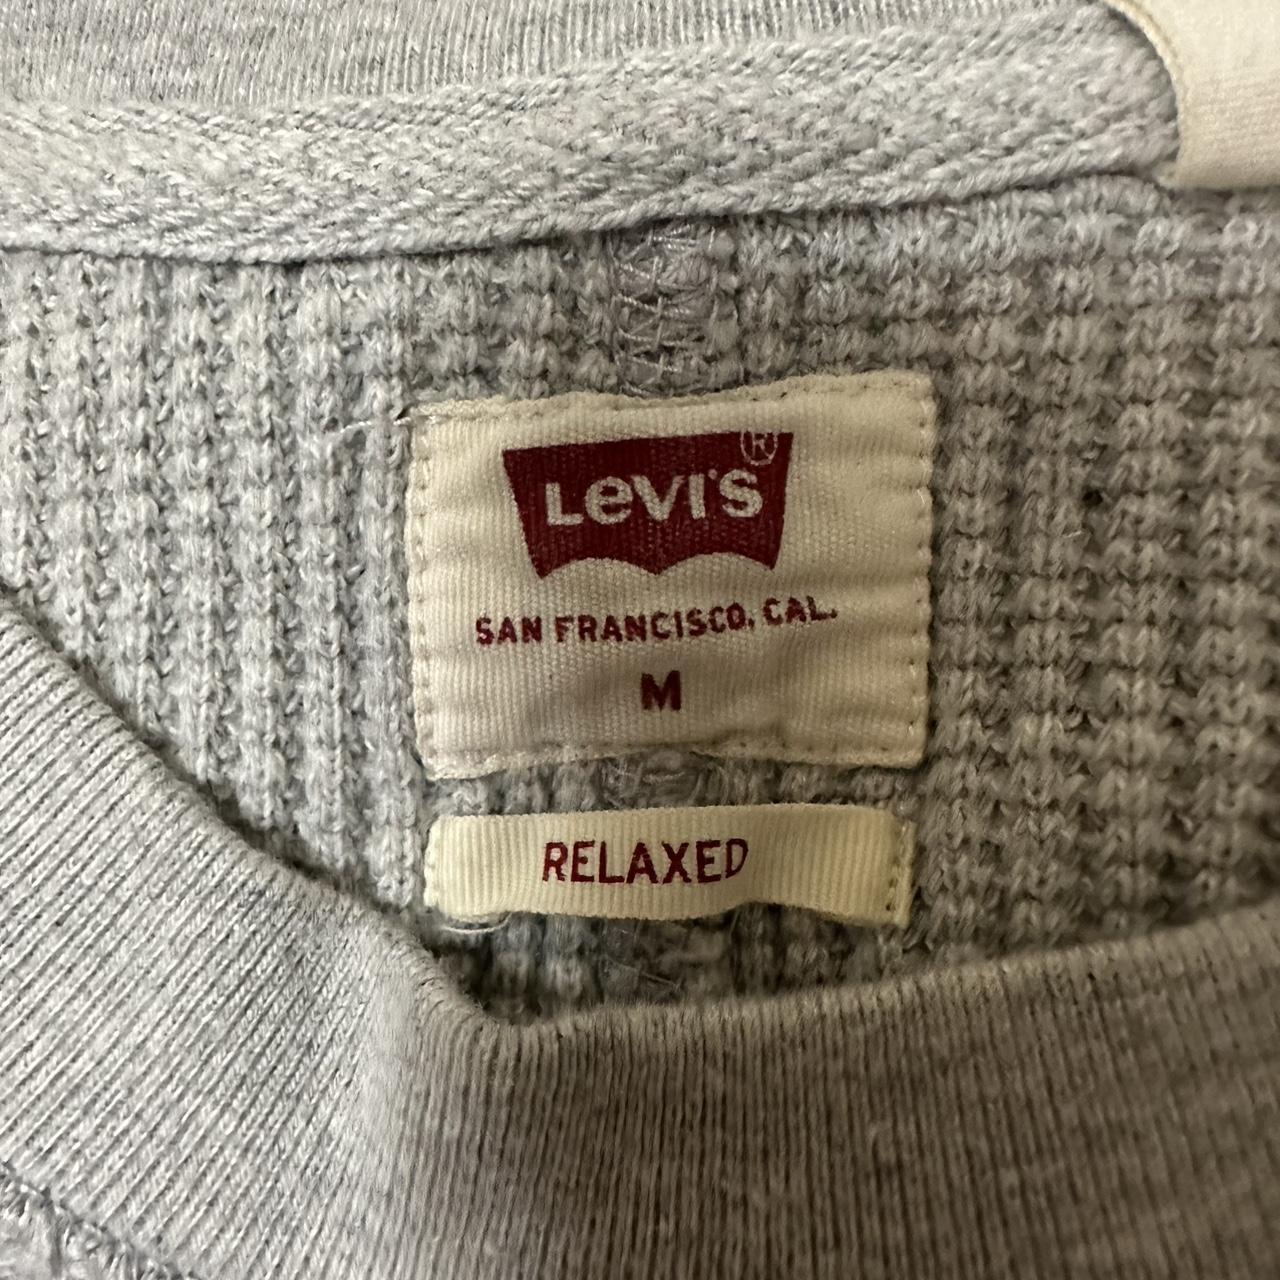 Levi's®
SAN FRANCISCO, CAL.
M
RELAXED